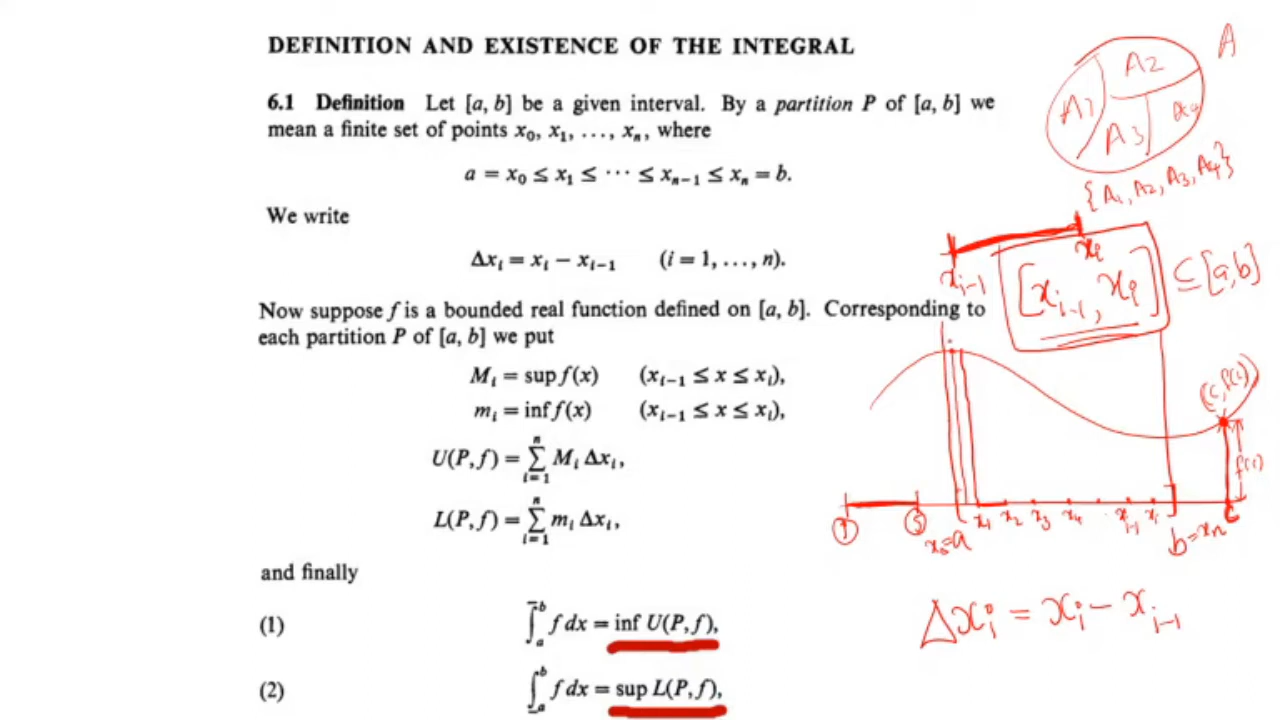 DEFINITION AND EXISTENCE OF THE INTEGRAL
6.1 Definition Let [a, b] be a given interval. By a partition P of [a, b] we
mean a finite set of points x₀, x₁, ..., xₙ, where
a = x₀ ≤ x₁ ≤ ⋯ ≤ xₙ₋₁ ≤ xₙ = b.
We write
Δxᵢ = xᵢ − xᵢ₋₁ (i = 1, ..., n).
Now suppose f is a bounded real function defined on [a, b]. Corresponding to
each partition P of [a, b] we put
Mᵢ = sup f(x) (xᵢ₋₁ ≤ x ≤ xᵢ),
mᵢ = inf f(x) (xᵢ₋₁ ≤ x ≤ xᵢ),
U(P, f) = ∑ᵢ₌₁ⁿ Mᵢ Δxᵢ,
L(P, f) = ∑ᵢ₌₁ⁿ mᵢ Δxᵢ,
and finally
(1) ∫ₐᵇ f dx = inf U(P, f),
(2) ∫ₐᵇ f dx = sup L(P, f),
A
A2
A1
A3
{A₁, A2, A3, A4}
xᵢ₋₁ xᵢ
[xᵢ₋₁, xᵢ] ⊆ [a, b]
(c, f(c))
f(c)
x₁ x₂ x₃ x₄ xᵢ₋₁ xᵢ c
x₀=a b=xₙ
Δxᵢ = xᵢ − xᵢ₋₁